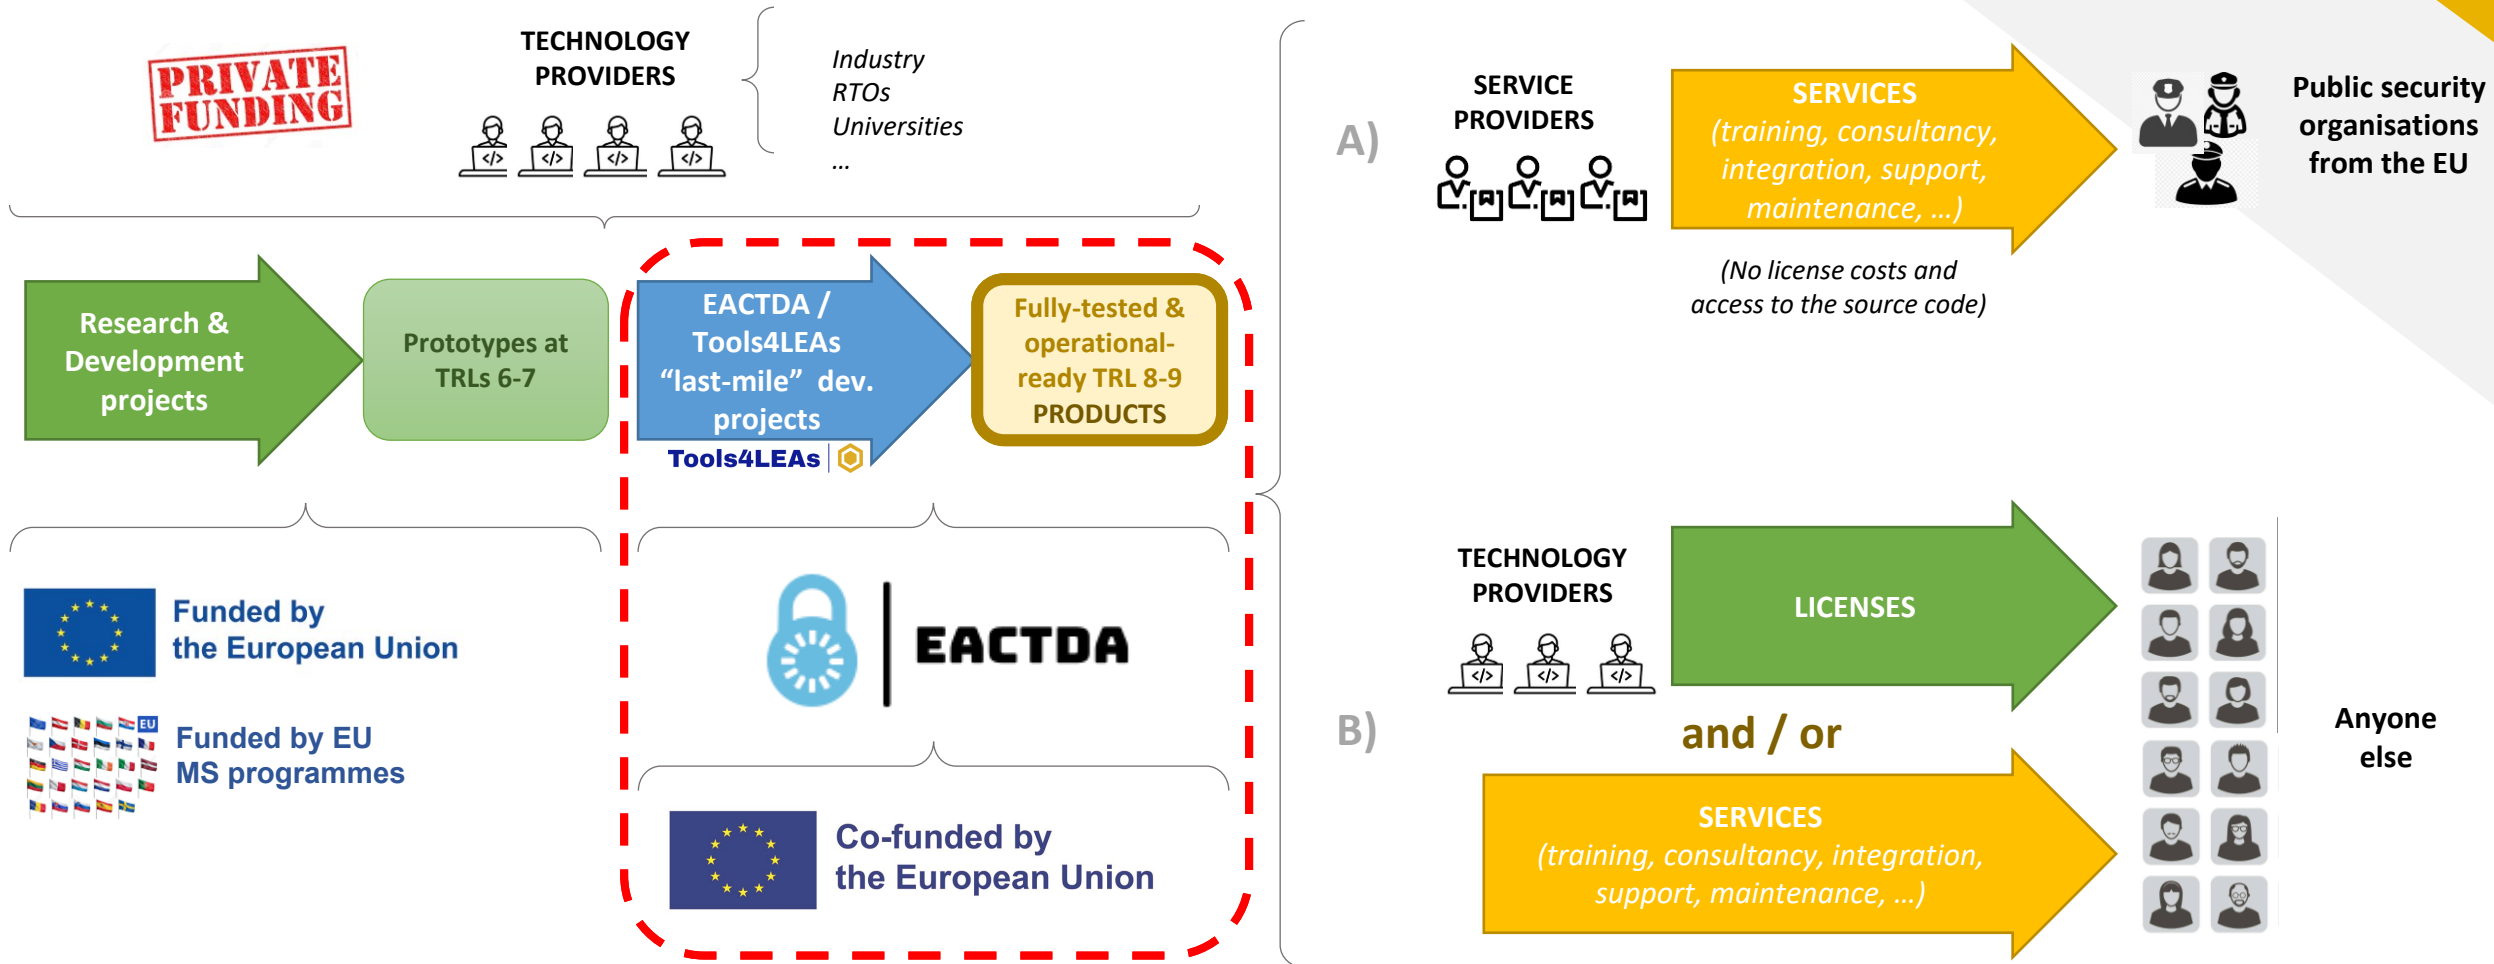 PRIVATE
FUNDING
TECHNOLOGY
PROVIDERS
Industry
RTOs
Universities
...
Research &
Development
projects
Prototypes at
TRLs 6-7
EACTDA /
Tools4LEAs
“last-mile” dev.
projects
Tools4LEAs
Fully-tested &
operational-
ready TRL 8-9
PRODUCTS
Funded by
the European Union
EU
Funded by EU
MS programmes
EACTDA
Co-funded by
the European Union
A)
SERVICE
PROVIDERS
SERVICES
(training, consultancy,
integration, support,
maintenance, ...)
(No license costs and
access to the source code)
Public security
organisations
from the EU
B)
TECHNOLOGY
PROVIDERS
LICENSES
and / or
SERVICES
(training, consultancy, integration,
support, maintenance, ...)
Anyone
else